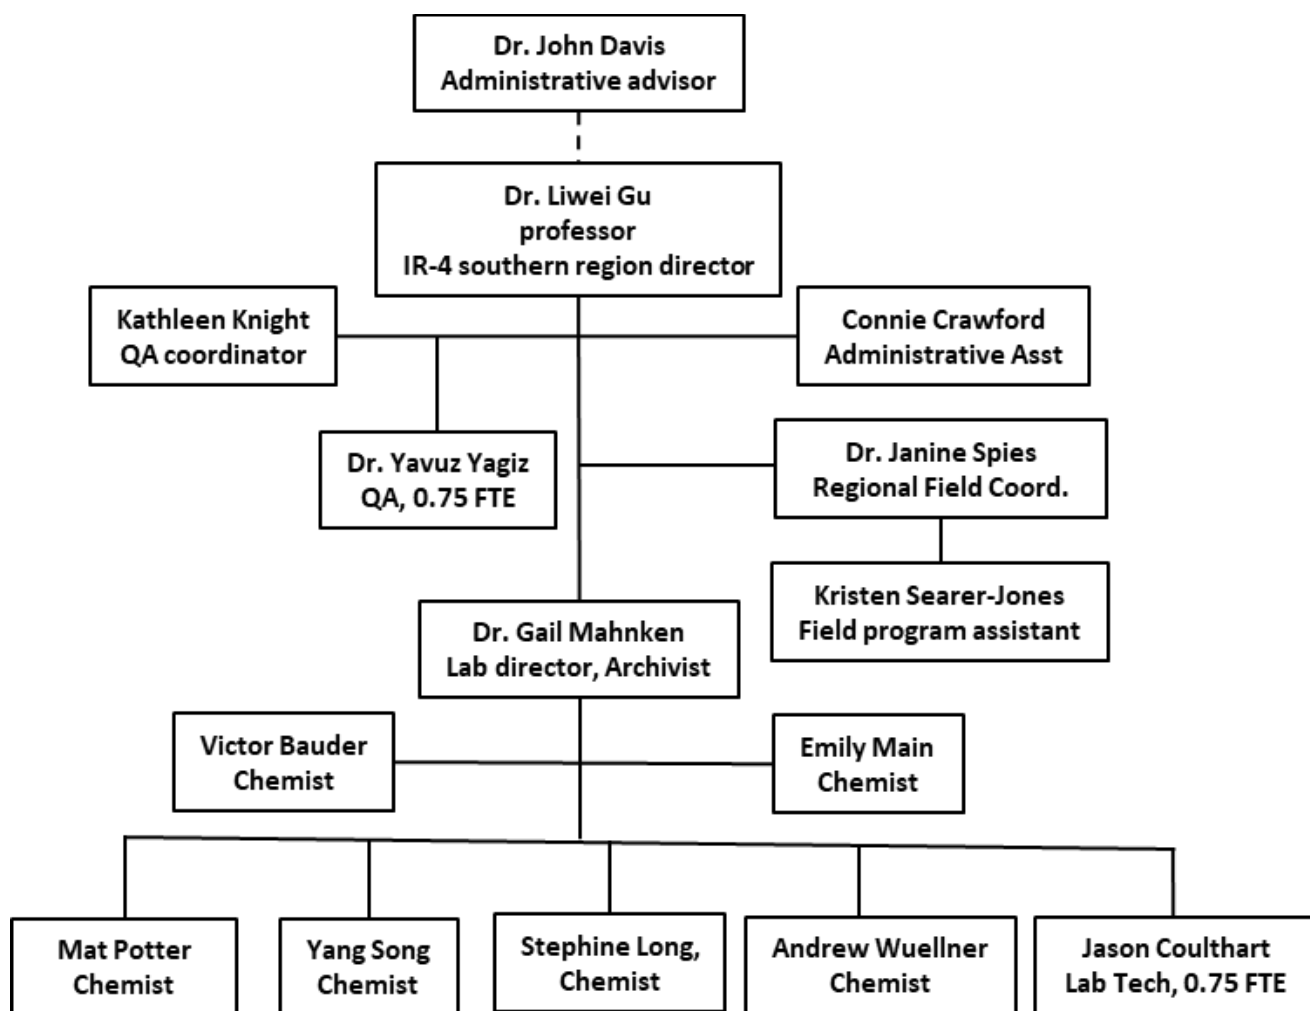 Dr. John Davis
Administrative advisor
Dr. Liwei Gu
professor
IR-4 southern region director
Kathleen Knight
QA coordinator
Connie Crawford
Administrative Asst
Dr. Yavuz Yagiz
QA, 0.75 FTE
Dr. Janine Spies
Regional Field Coord.
Kristen Searer-Jones
Field program assistant
Dr. Gail Mahnken
Lab director, Archivist
Victor Bauder
Chemist
Emily Main
Chemist
Mat Potter
Chemist
Yang Song
Chemist
Stephine Long,
Chemist
Andrew Wuellner
Chemist
Jason Coulthart
Lab Tech, 0.75 FTE